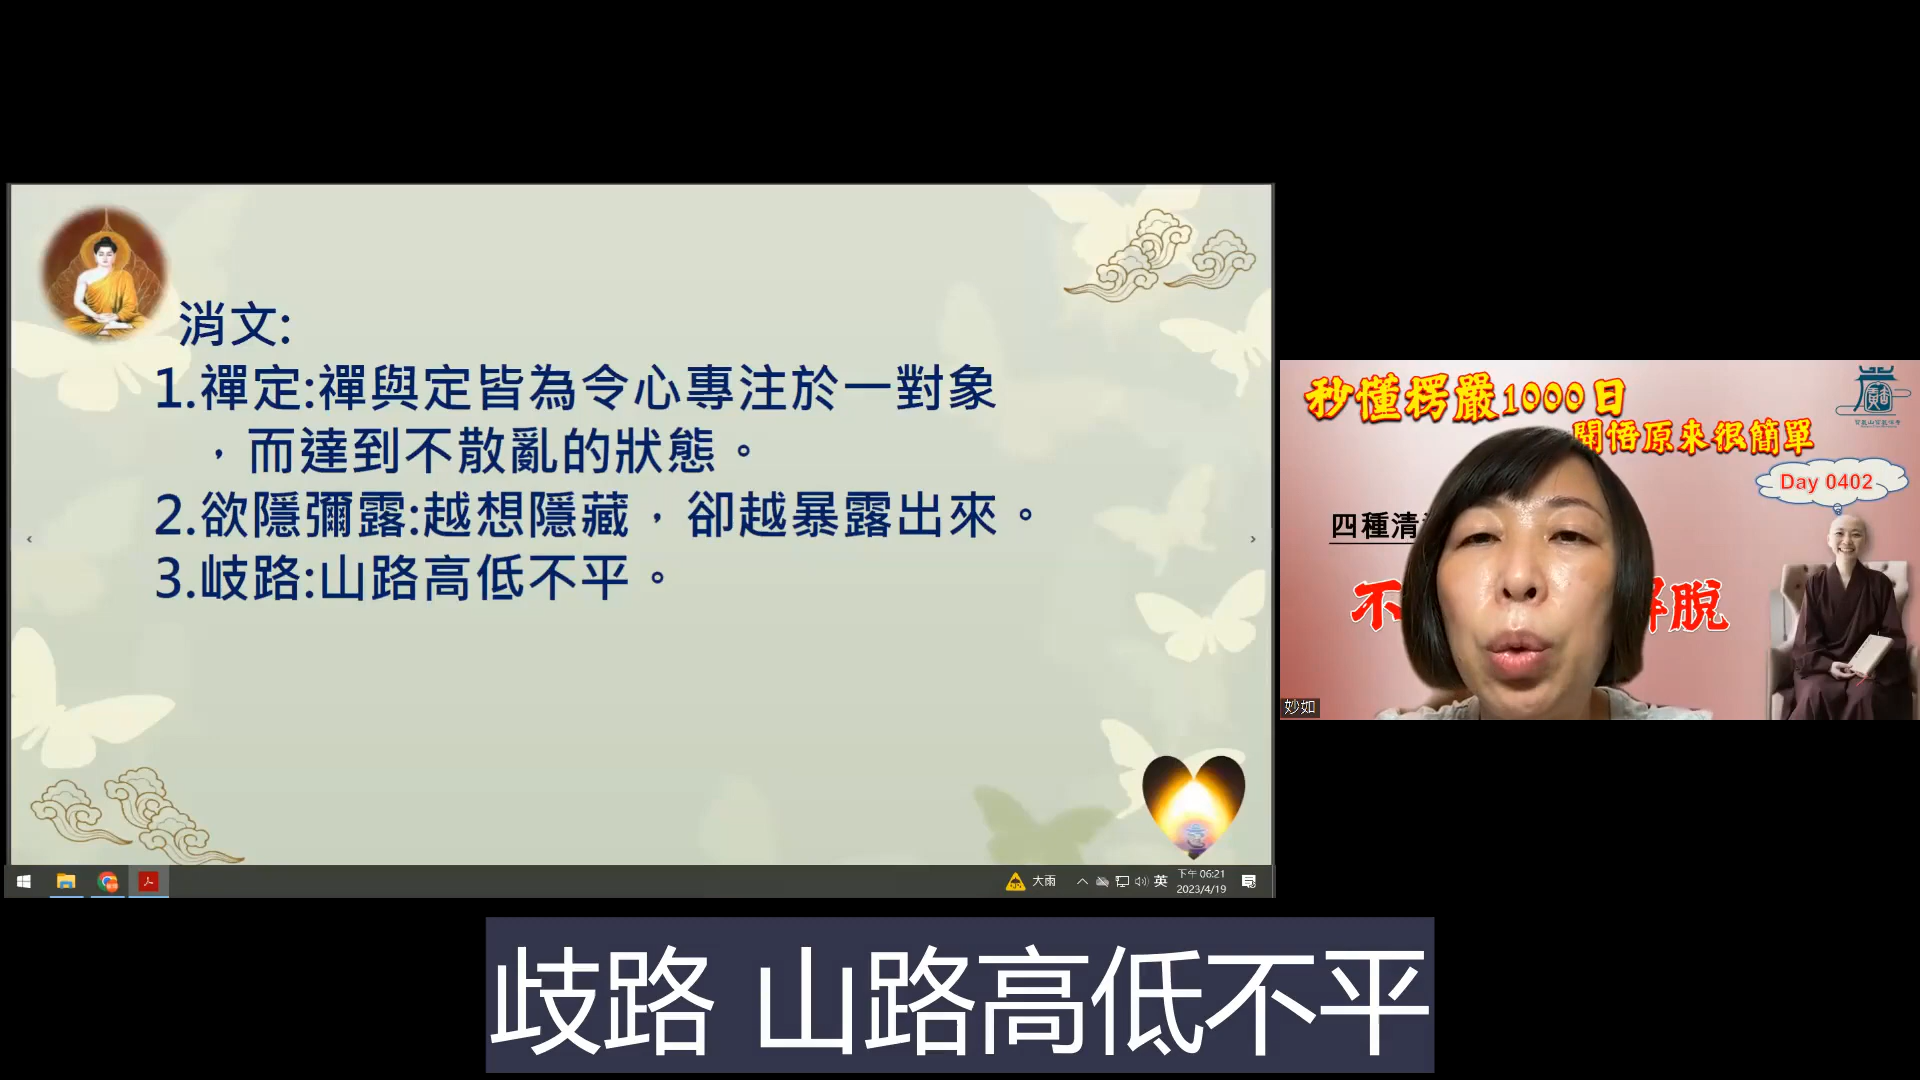 消文:
1.禪定:禪與定皆為令心專注於一對象
，而達到不散亂的狀態。
2.欲隱彌露:越想隱藏，卻越暴露出來。
3.岐路:山路高低不平。
大雨
英
下午 06:21
2023/4/19
秒懂楞嚴1000日
開悟原來很簡單
Day 0402
四種清
不
解脫
妙如
歧路 山路高低不平